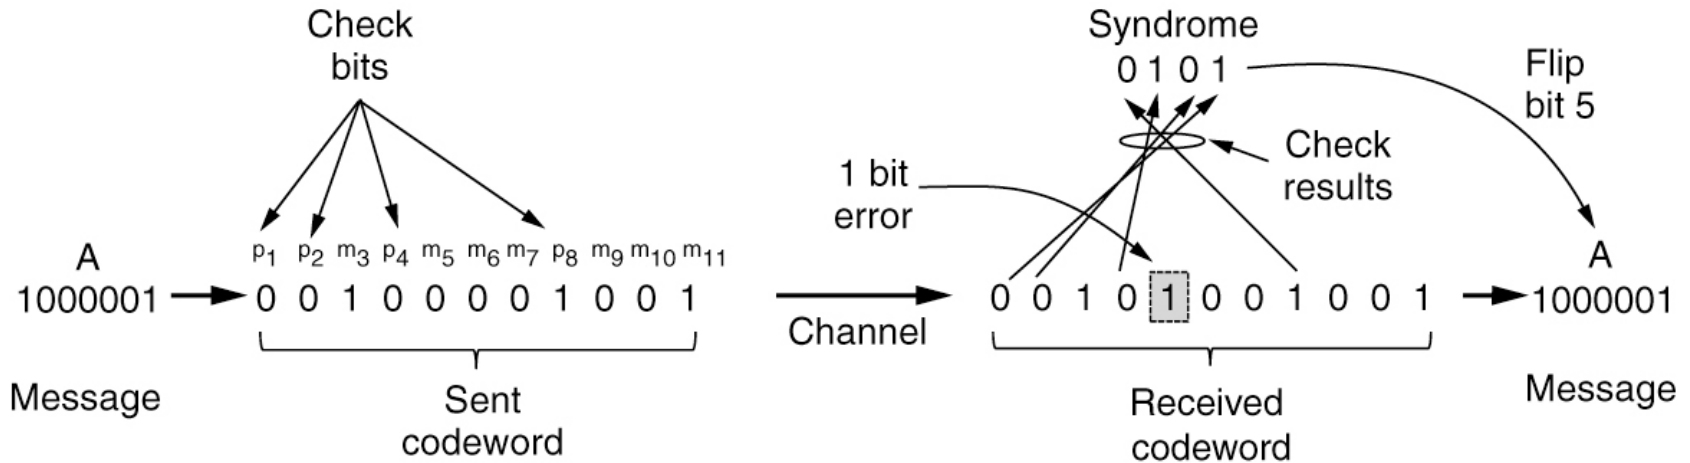 Check
bits
Syndrome
0 1 0 1
Flip
bit 5
Check
results
1 bit
error
A
p1 p2 m3 p4 m5 m6 m7 p8 m9 m10 m11
A
1000001
0 0 1 0 0 0 0 1 0 0 1
Channel
0 0 1 0 1 0 0 1 0 0 1
1000001
Message
Sent
codeword
Received
codeword
Message